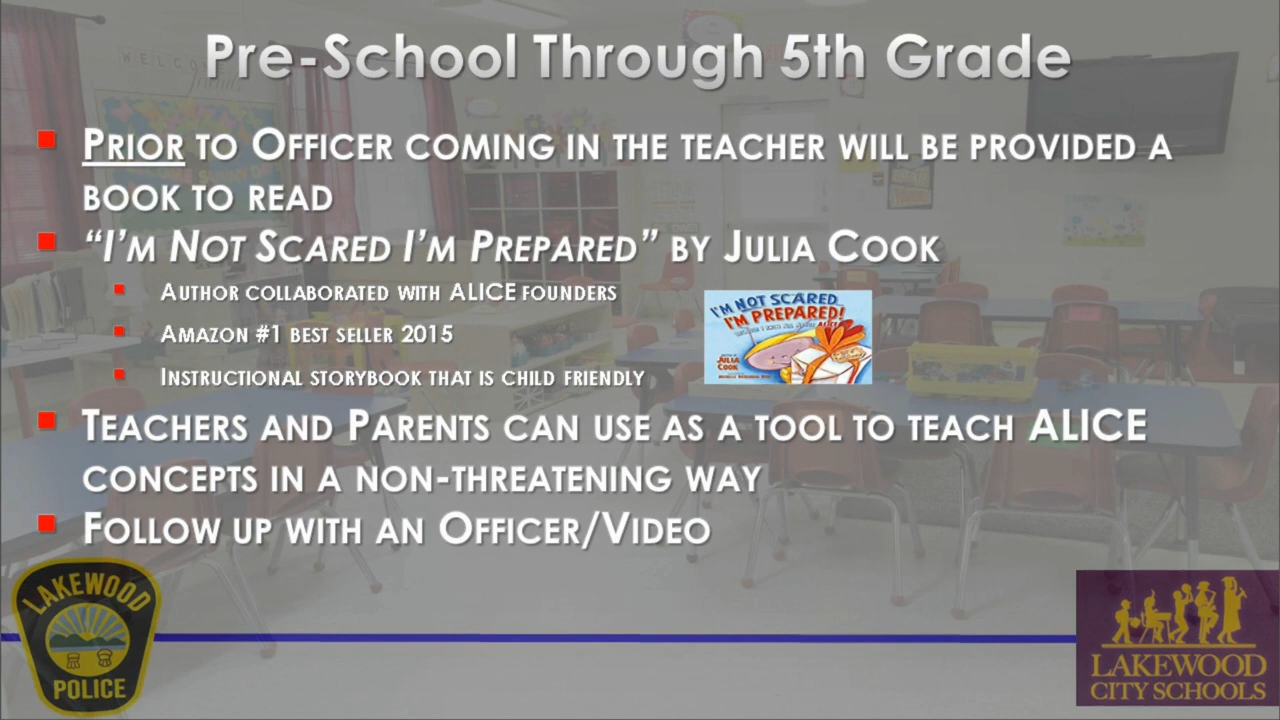 Pre-School Through 5th Grade
PRIOR TO OFFICER COMING IN THE TEACHER WILL BE PROVIDED A
BOOK TO READ
"I'M NOT SCARED I'M PREPARED" BY JULIA COOK
AUTHOR COLLABORATED WITH ALICE FOUNDERS
AMAZON #1 BEST SELLER 2015
INSTRUCTIONAL STORYBOOK THAT IS CHILD FRIENDLY
I'M NOT SCARED
I'M PREPARED!
JULIA
COOK
TEACHERS AND PARENTS CAN USE AS A TOOL TO TEACH ALICE
CONCEPTS IN A NON-THREATENING WAY
FOLLOW UP WITH AN OFFICER/VIDEO
LAKEWOOD
POLICE
LAKEWOOD
CITY SCHOOLS
WELCOME